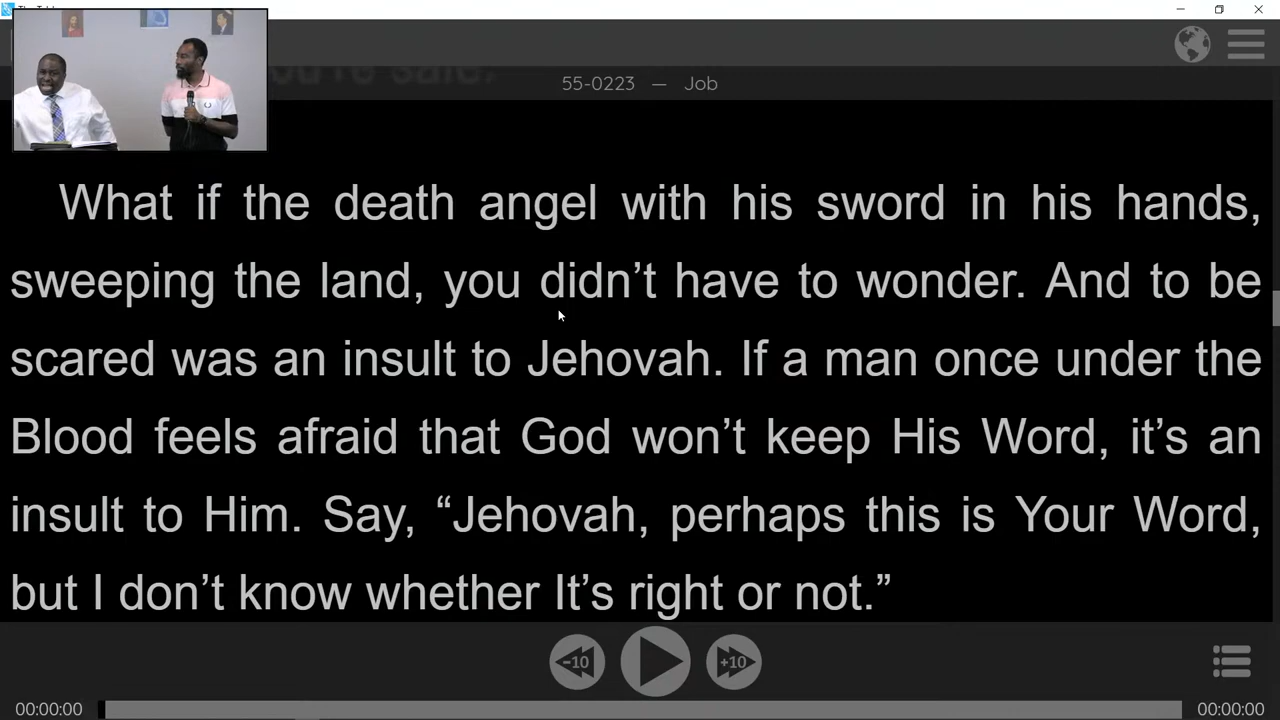 you're safe.
55-0223 — Job
What if the death angel with his sword in his hands,
sweeping the land, you didn't have to wonder. And to be
scared was an insult to Jehovah. If a man once under the
Blood feels afraid that God won't keep His Word, it's an
insult to Him. Say, “Jehovah, perhaps this is Your Word,
but I don't know whether It's right or not.”
-10 +10
00:00:00 00:00:00